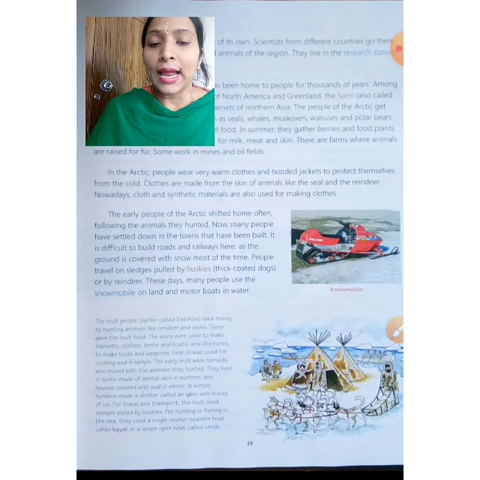 of its own. Scientists from different countries go there
animals of the region. They live in the research station
as been home to people for thousands of years. Among
of North America and Greenland, the Sami (also called
Nenets of northern Asia. The people of the Arctic get
as seals, whales, muskoxen, walruses and polar bears.
of food. In summer, they gather berries and food plants.
for milk, meat and skin. There are farms where animals
are raised for fur. Some work in mines and oil fields.
In the Arctic, people wear very warm clothes and hooded jackets to protect themselves
from the cold. Clothes are made from the skin of animals like the seal and the reindeer.
Nowadays, cloth and synthetic materials are also used for making clothes.
The early people of the Arctic shifted home often,
following the animals they hunted. Now, many people
have settled down in the towns that have been built. It
is difficult to build roads and railways here, as the
ground is covered with snow most of the time. People
travel on sledges pulled by huskies (thick-coated dogs)
or by reindeer. These days, many people use the
snowmobile on land and motor boats in water.
A snowmobile
The Inuit people (earlier called Eskimos) lived mainly
by hunting animals like reindeer and seals. These
gave the Inuit food. The skins were used to make
blankets, clothes, tents and boats, and the bones,
to make tools and weapons. Seal oil was used for
cooking and in lamps. The early Inuit were nomads
who moved with the animals they hunted. They lived
in tents made of animal skin in summer, and
houses covered with sod in winter. In winter,
hunters made a shelter called an igloo with blocks
of ice. For travel and transport, the Inuit used
sledges pulled by huskies. For hunting or fishing in
the sea, they used a single-seater sealskin boat
called kayak or a larger open boat called umiak.
29